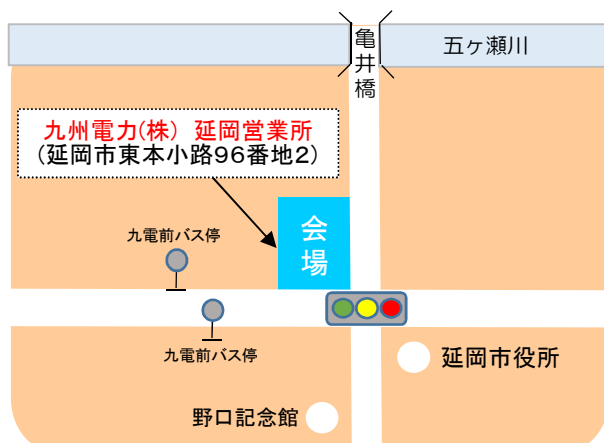 亀井橋
五ヶ瀬川
九州電力(株) 延岡営業所
(延岡市東本小路96番地2)
会場
九電前バス停
九電前バス停
延岡市役所
野口記念館